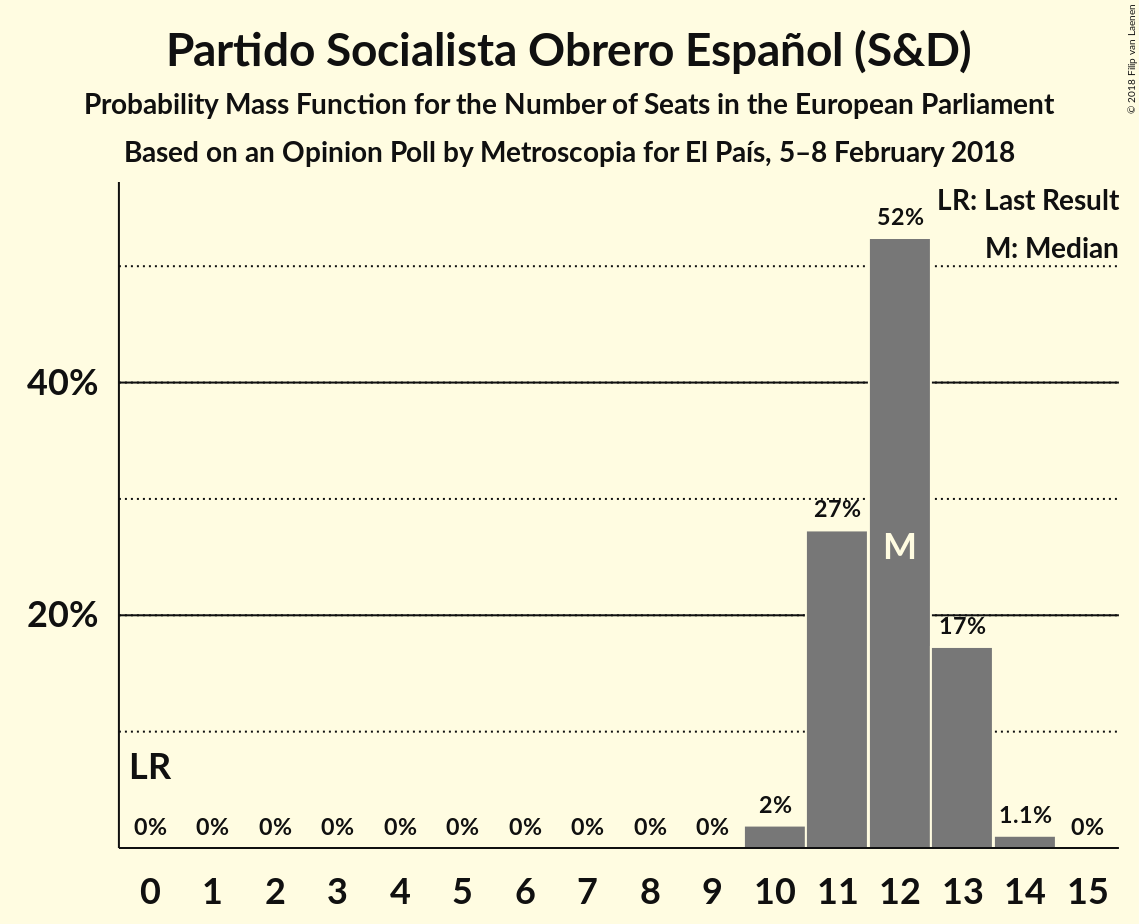 Partido Socialista Obrero Español (S&D)
Probability Mass Function for the Number of Seats in the European Parliament
Based on an Opinion Poll by Metroscopia for El País, 5–8 February 2018
© 2018 Filip van Laenen
LR: Last Result
M: Median
52%
40%
27%
M
20%
17%
LR
0% 0% 0% 0% 0% 0% 0% 0% 0% 0% 2% 1.1% 0%
0 1 2 3 4 5 6 7 8 9 10 11 12 13 14 15